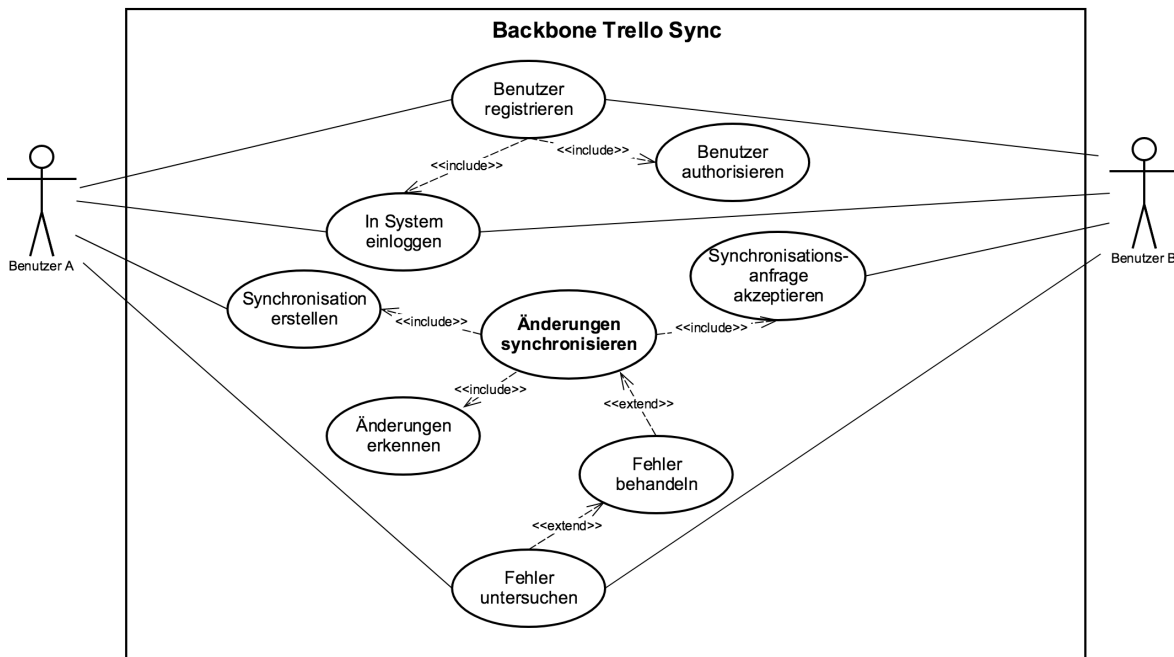 Backbone Trello Sync
Benutzer
registrieren
<<include>>
<<include>>
Benutzer
authorisieren
In System
einloggen
Benutzer A
Benutzer B
Synchronisations-
anfrage
akzeptieren
Synchronisation
erstellen
<<include>>
Änderungen
synchronisieren
<<include>>
<<include>>
<<extend>>
Änderungen
erkennen
Fehler
behandeln
<<extend>>
Fehler
untersuchen